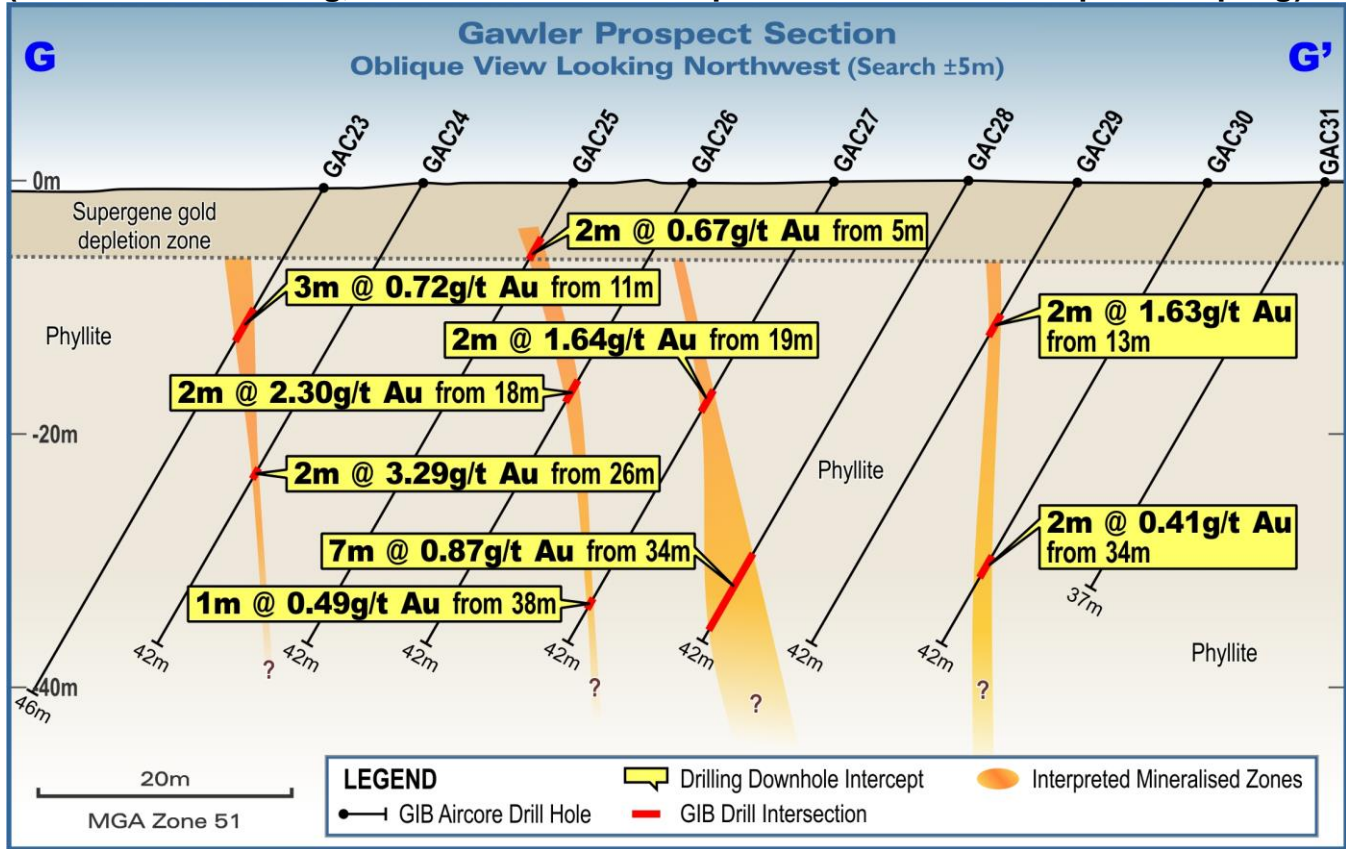 Gawler Prospect Section
G
Oblique View Looking Northwest (Search ±5m)
G'
GAC23
GAC24
GAC25
GAC26
GAC27
GAC28
GAC29
GAC30
GAC31
0m
Supergene gold
depletion zone
2m @ 0.67g/t Au from 5m
3m @ 0.72g/t Au from 11m
Phyllite
2m @ 1.64g/t Au from 19m
2m @ 1.63g/t Au
from 13m
2m @ 2.30g/t Au from 18m
-20m
2m @ 3.29g/t Au from 26m
Phyllite
7m @ 0.87g/t Au from 34m
2m @ 0.41g/t Au
from 34m
1m @ 0.49g/t Au from 38m
37m
42m
42m
42m
42m
42m
42m
42m
Phyllite
?
?
?
?
-40m
46m
20m
MGA Zone 51
LEGEND
Drilling Downhole Intercept
Interpreted Mineralised Zones
GIB Aircore Drill Hole
GIB Drill Intersection